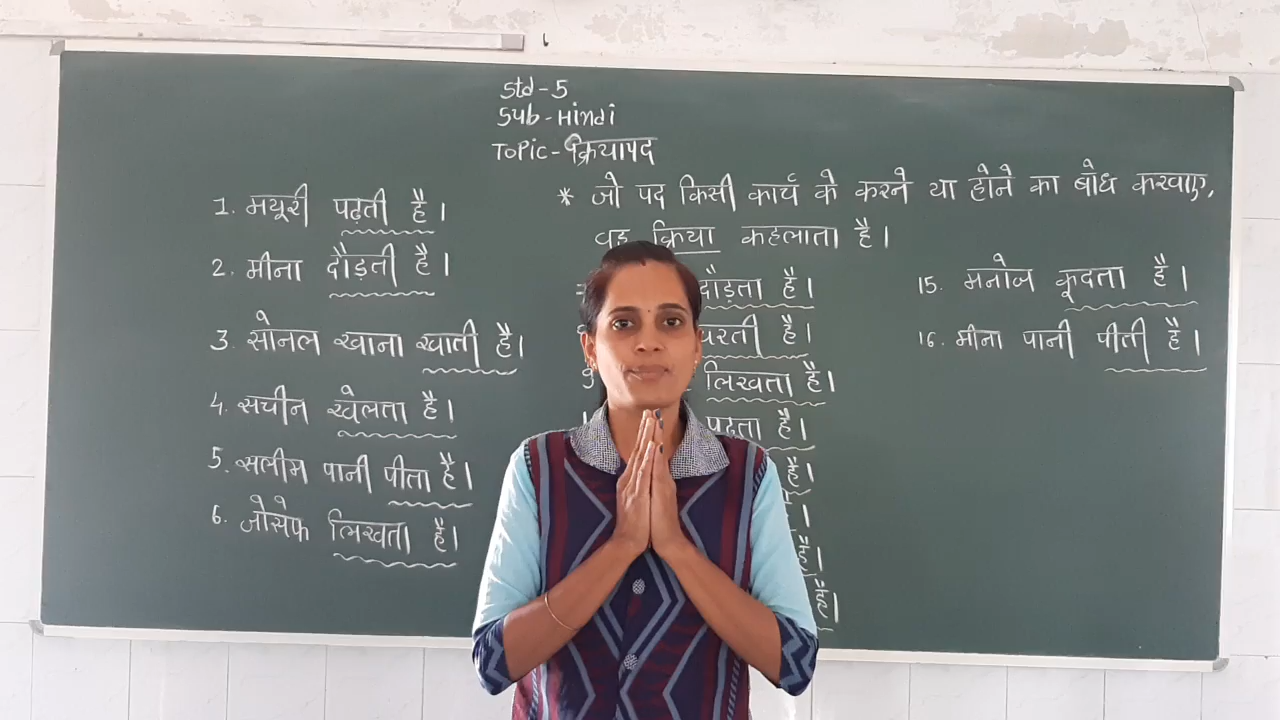 Std-5
Sub-Hindi
Topic-क्रियापद
1. मयूरी पढ़ती है।
2. मीना दौड़ती है।
3. सोनल खाना खाती है।
4. सचीन खेलता है।
5. सलीम पानी पीता है।
6. जोसेफ लिखता है।
* जो पद किसी कार्य के करने या होने का बोध करवाए,
वह क्रिया कहलाता है।
दौड़ता है।
है।
9 लिखता है।
पढ़ता है।
है।
।
है।
है।
15. मनोज कूदता है।
16. मीना पानी पीती है।